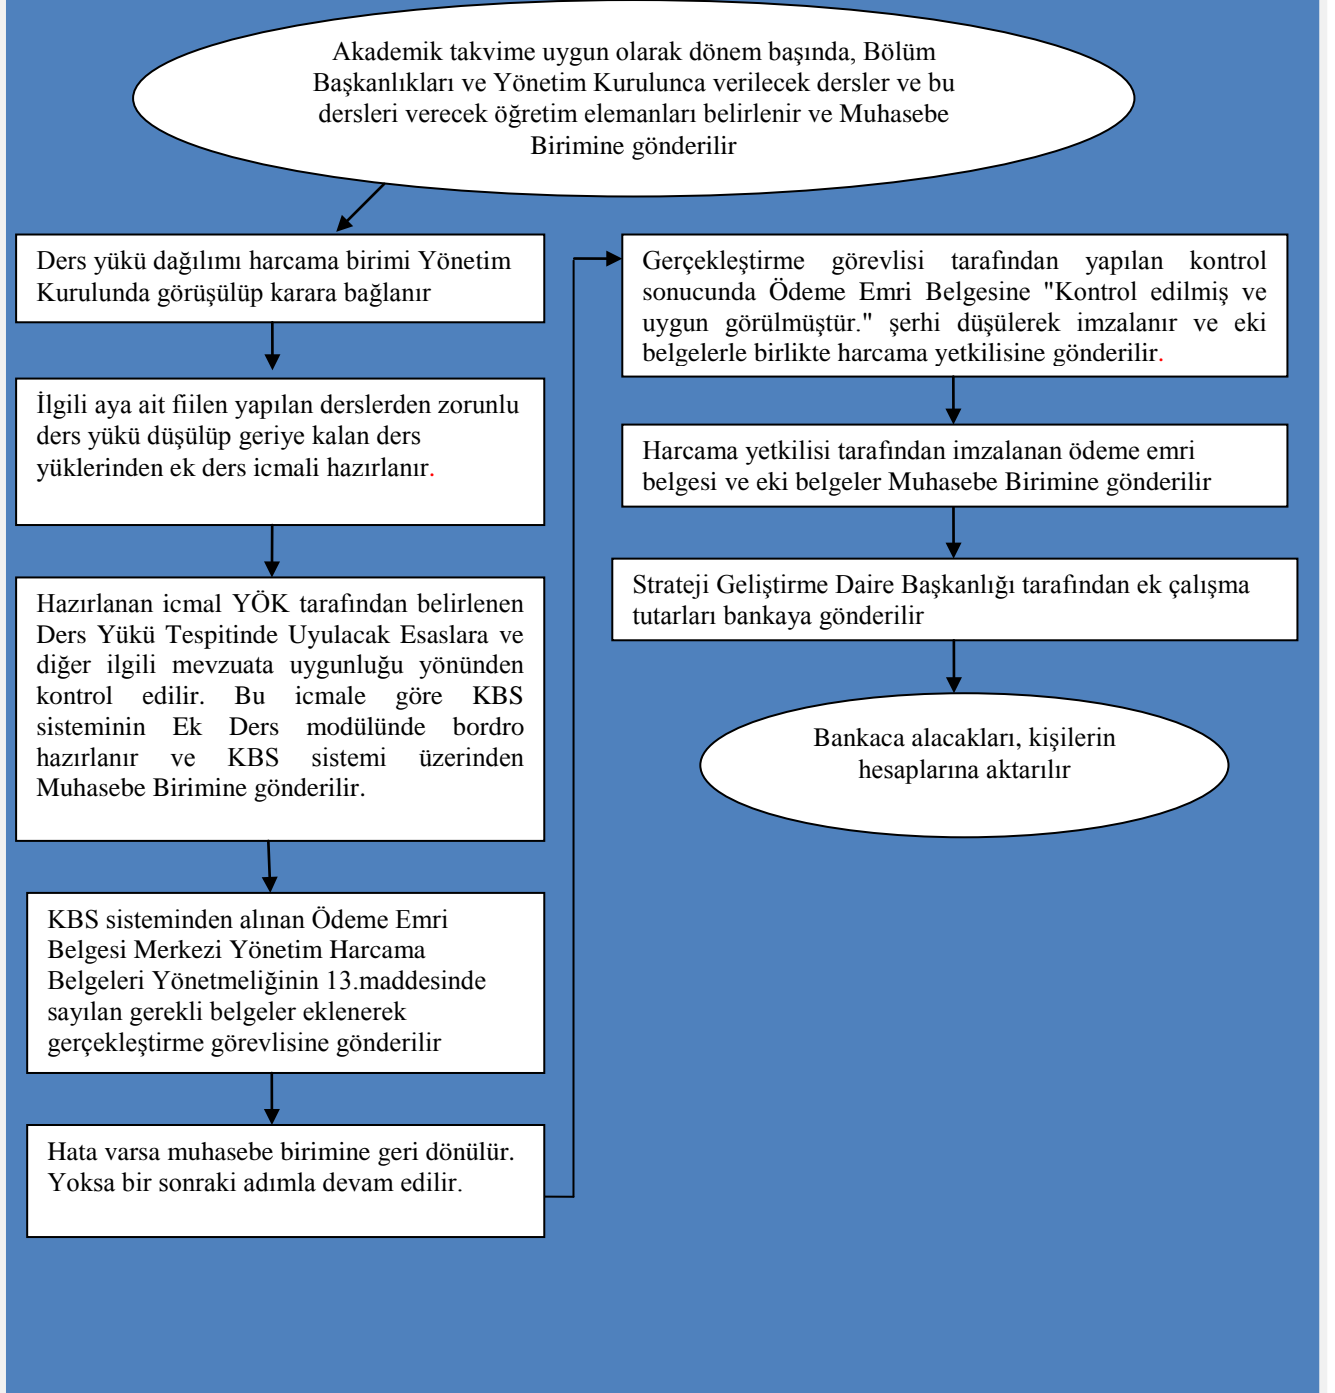 Akademik takvime uygun olarak dönem başında, Bölüm
Başkanlıkları ve Yönetim Kurulunca verilecek dersler ve bu
dersleri verecek öğretim elemanları belirlenir ve Muhasebe
Birimine gönderilir
Ders yükü dağılımı harcama birimi Yönetim
Kurulunda görüşülüp karara bağlanır
İlgili aya ait fiilen yapılan derslerden zorunlu
ders yükü düşülüp geriye kalan ders
yüklerinden ek ders icmali hazırlanır.
Hazırlanan icmal YÖK tarafından belirlenen
Ders Yükü Tespitinde Uyulacak Esaslara ve
diğer ilgili mevzuata uygunluğu yönünden
kontrol edilir. Bu icmale göre KBS
sisteminin Ek Ders modülünde bordro
hazırlanır ve KBS sistemi üzerinden
Muhasebe Birimine gönderilir.
KBS sisteminden alınan Ödeme Emri
Belgesi Merkezi Yönetim Harcama
Belgeleri Yönetmeliğinin 13.maddesinde
sayılan gerekli belgeler eklenerek
gerçekleştirme görevlisine gönderilir
Hata varsa muhasebe birimine geri dönülür.
Yoksa bir sonraki adımla devam edilir.
Gerçekleştirme görevlisi tarafından yapılan kontrol
sonucunda Ödeme Emri Belgesine "Kontrol edilmiş ve
uygun görülmüştür." şerhi düşülerek imzalanır ve eki
belgelerle birlikte harcama yetkilisine gönderilir.
Harcama yetkilisi tarafından imzalanan ödeme emri
belgesi ve eki belgeler Muhasebe Birimine gönderilir
Strateji Geliştirme Daire Başkanlığı tarafından ek çalışma
tutarları bankaya gönderilir
Bankaca alacakları, kişilerin
hesaplarına aktarılır